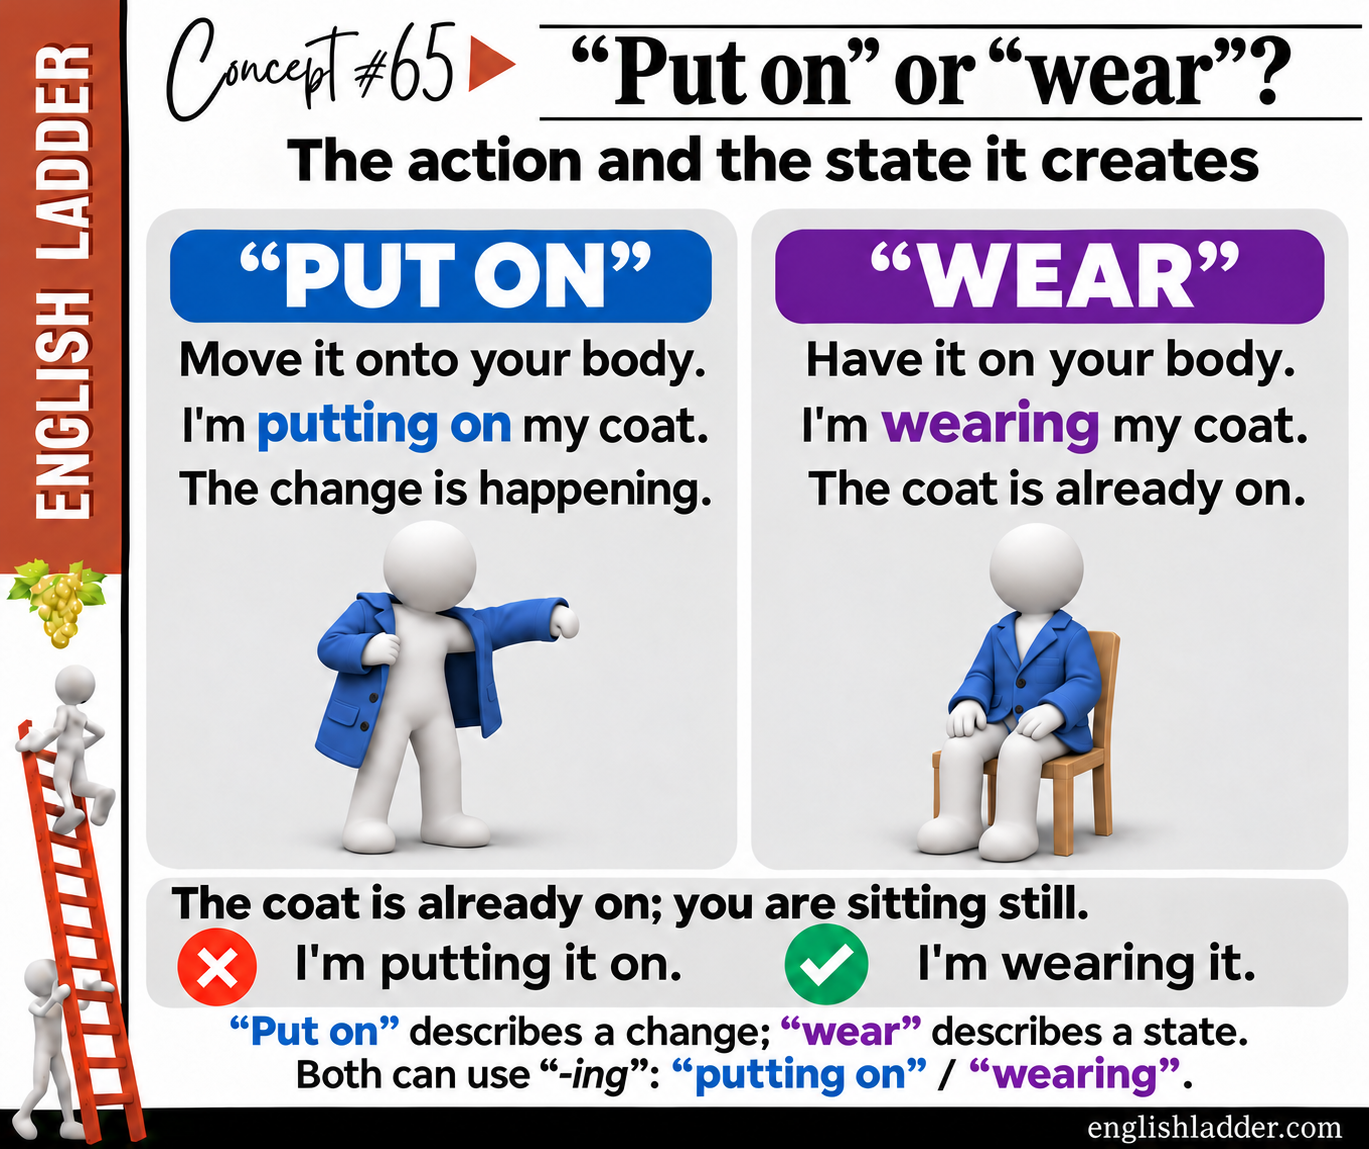 ENGLISH LADDER
Concept #65
“Put on” or “wear”?
The action and the state it creates
“PUT ON”
Move it onto your body.
I'm putting on my coat.
The change is happening.
“WEAR”
Have it on your body.
I'm wearing my coat.
The coat is already on.
The coat is already on; you are sitting still.
I'm putting it on.
I'm wearing it.
“Put on” describes a change; “wear” describes a state.
Both can use “-ing”: “putting on” / “wearing”.
englishladder.com